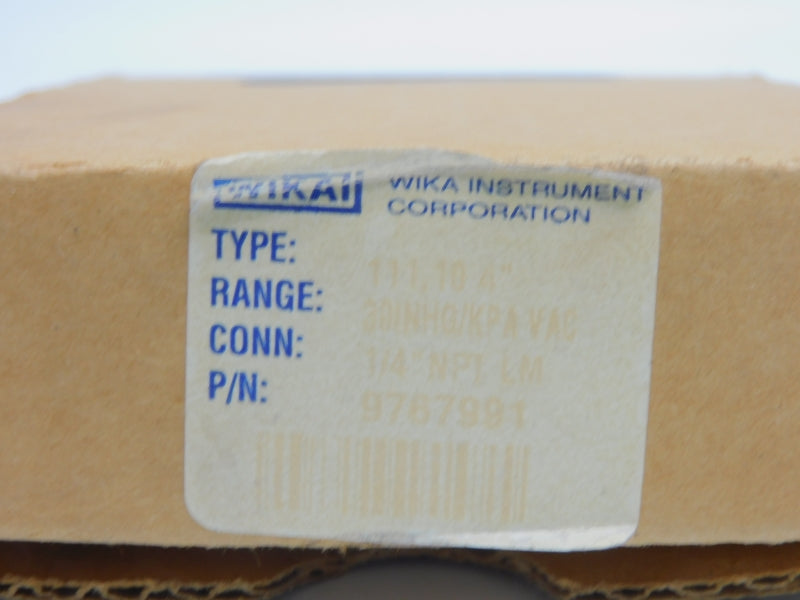 WIKA WIKA INSTRUMENT
CORPORATION
TYPE: 111.10 4"
RANGE: 30INHG/KPA VAC
CONN: 1/4" NPT LM
P/N: 9767991